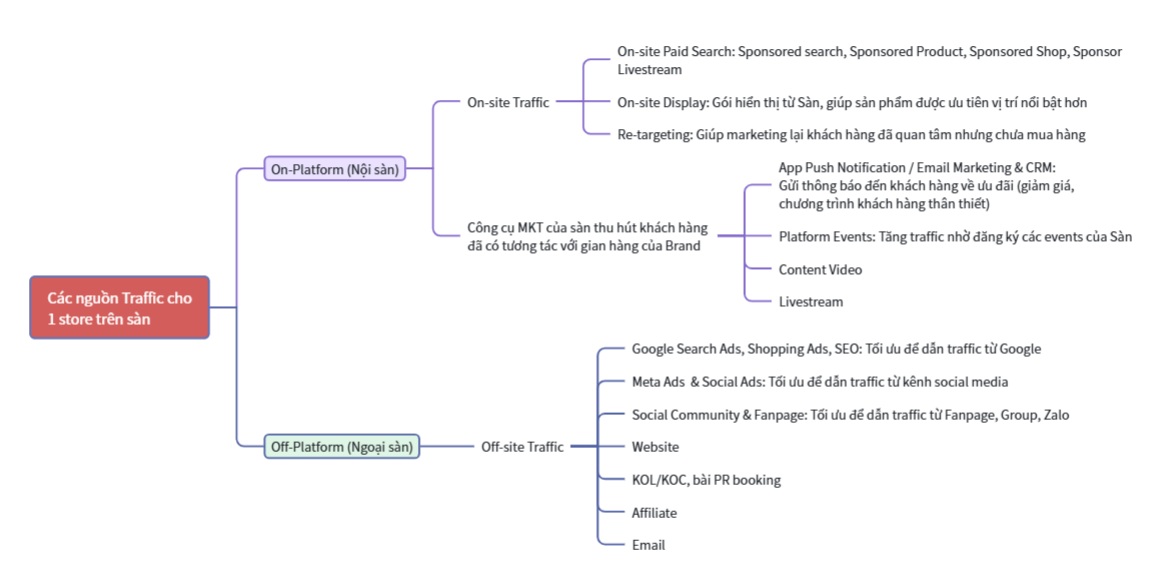 Các nguồn Traffic cho
1 store trên sàn
On-Platform (Nội sàn)
On-site Traffic
On-site Paid Search: Sponsored search, Sponsored Product, Sponsored Shop, Sponsor
Livestream
On-site Display: Gói hiển thị từ Sàn, giúp sản phẩm được ưu tiên vị trí nổi bật hơn
Re-targeting: Giúp marketing lại khách hàng đã quan tâm nhưng chưa mua hàng
Công cụ MKT của sàn thu hút khách hàng
đã có tương tác với gian hàng của Brand
App Push Notification / Email Marketing & CRM:
Gửi thông báo đến khách hàng về ưu đãi (giảm giá,
chương trình khách hàng thân thiết)
Platform Events: Tăng traffic nhờ đăng ký các events của Sàn
Content Video
Livestream
Off-Platform (Ngoại sàn)
Off-site Traffic
Google Search Ads, Shopping Ads, SEO: Tối ưu để dẫn traffic từ Google
Meta Ads & Social Ads: Tối ưu để dẫn traffic từ kênh social media
Social Community & Fanpage: Tối ưu để dẫn traffic từ Fanpage, Group, Zalo
Website
KOL/KOC, bài PR booking
Affiliate
Email